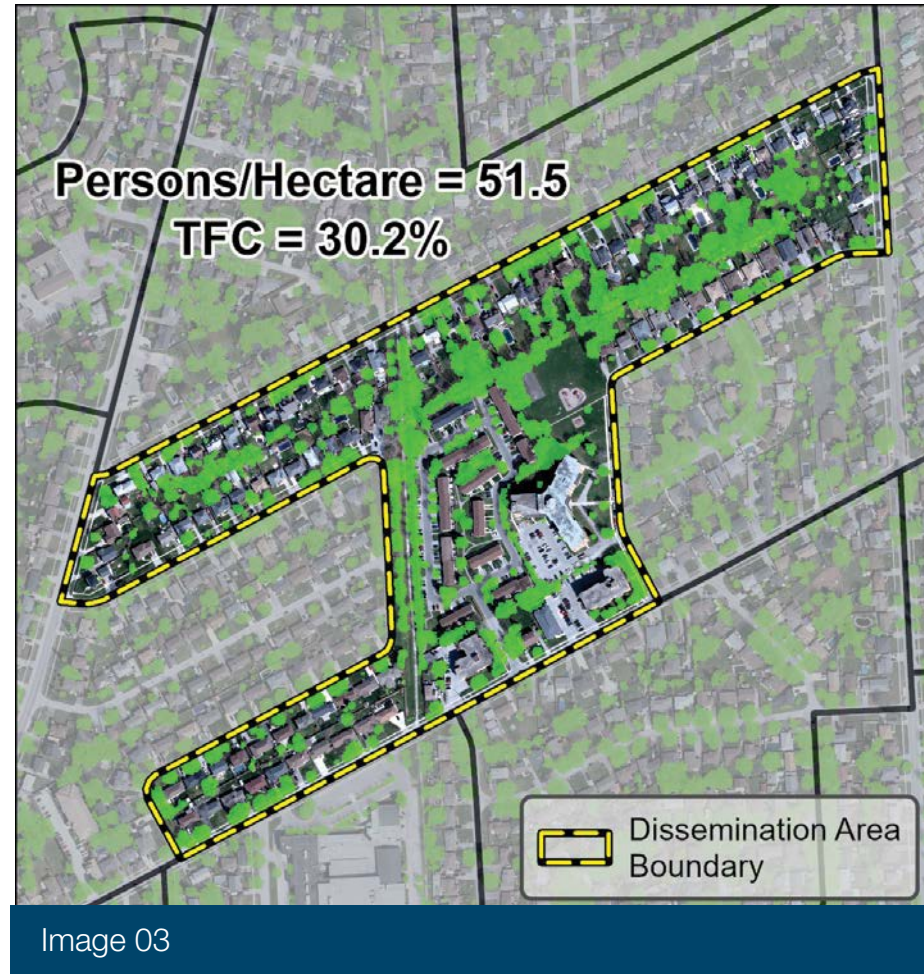 Persons/Hectare = 51.5
TFC = 30.2%
Dissemination Area
Boundary
Image 03